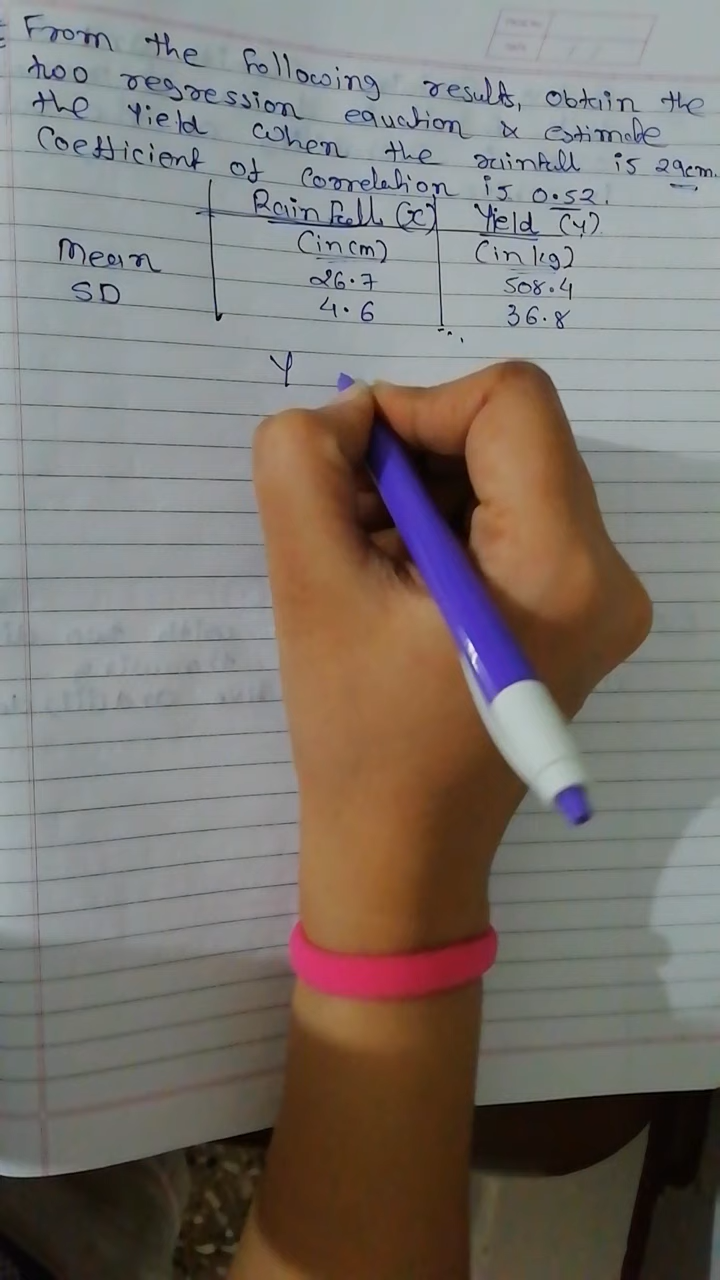 From the following results, obtain the
two regression equation & estimate
the yield when the rainfall is 29cm.
Coefficient of correlation is 0.52.
Rainfall (x) Yield (y)
(in cm) (in kg)
Mean 26.7 508.4
SD 4.6 36.8
Y